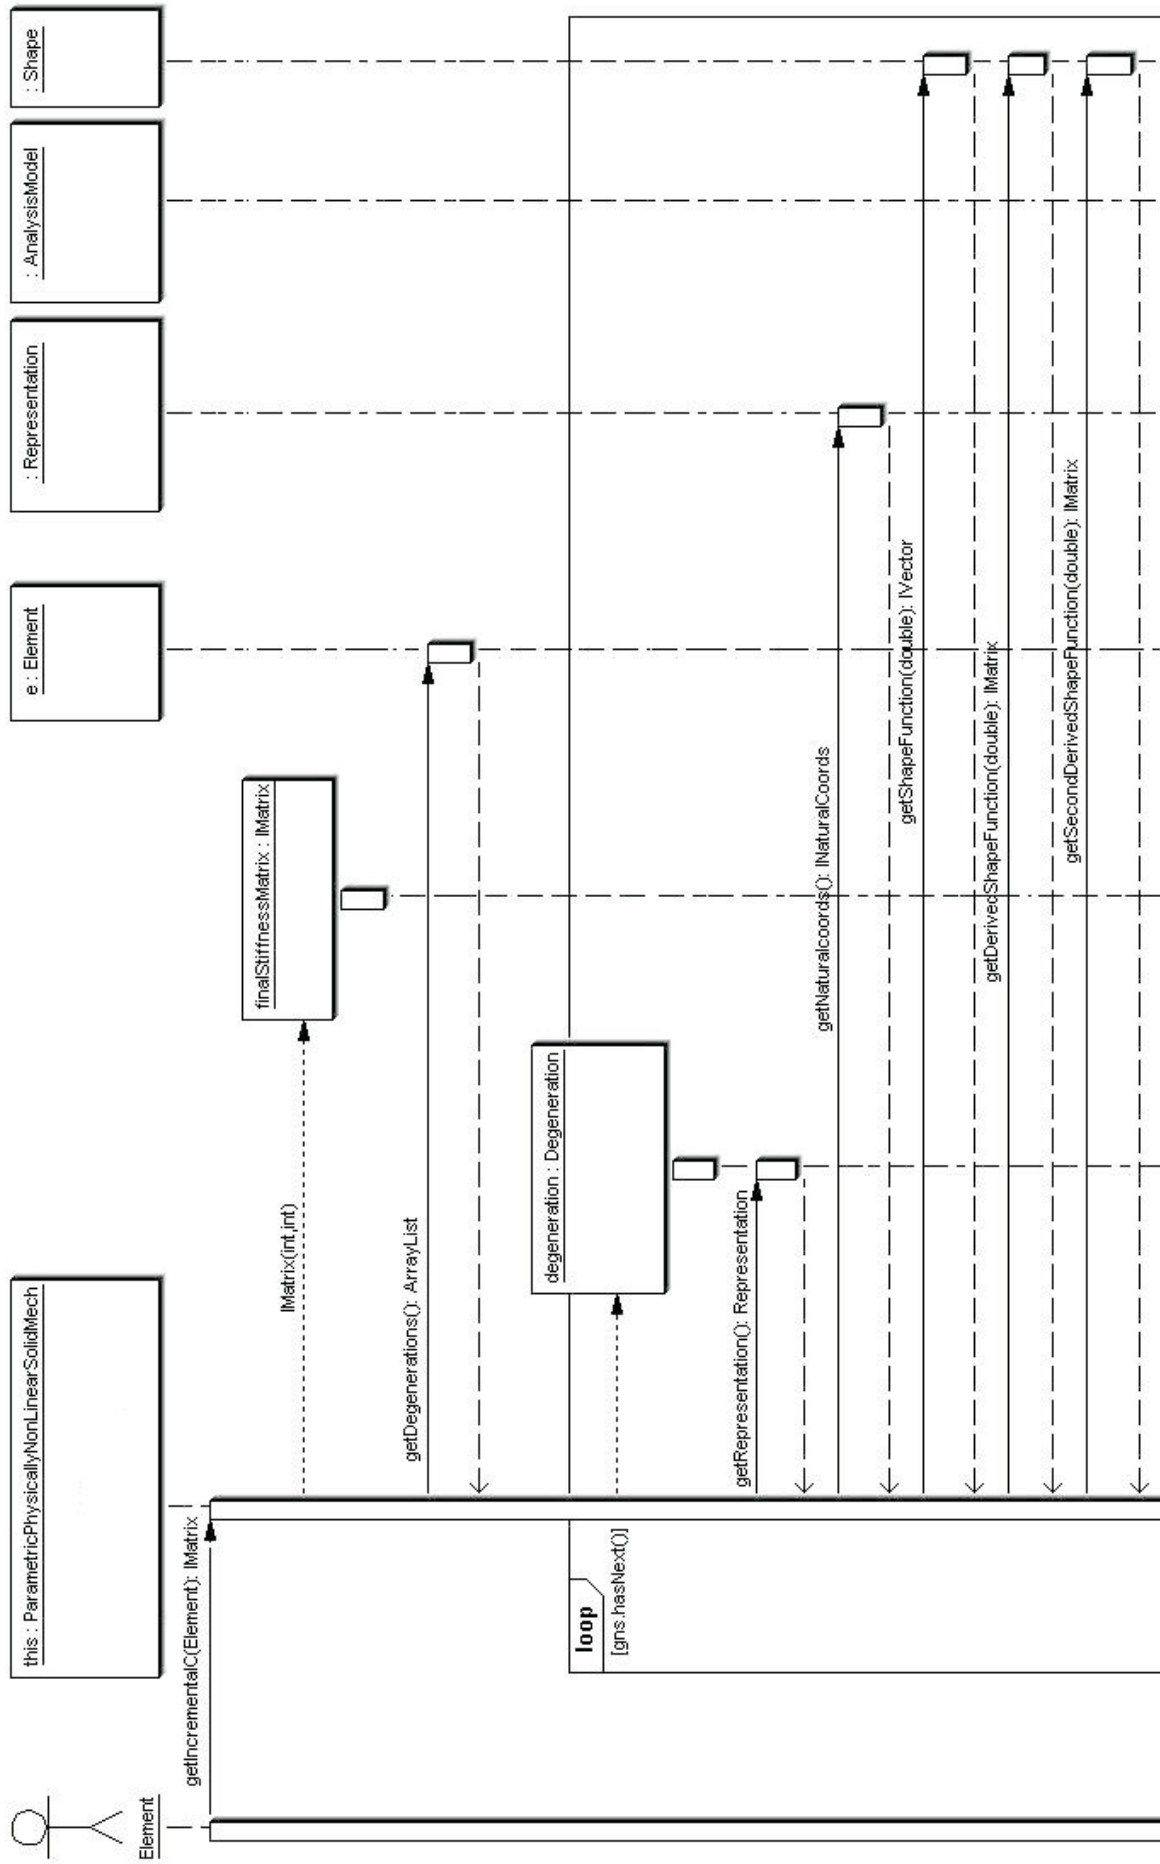 Element
this : ParametricPhysicallyNonLinearSolidMech
e : Element
: Representation
: AnalysisModel
: Shape
getIncrementalC(Element): IMatrix
IMatrix(int,int)
finalStiffnessMatrix : IMatrix
getDegenerations(): ArrayList
loop
[gns.hasNext()]
degeneration : Degeneration
getRepresentation(): Representation
getNaturalcoords(): INaturalCoords
getShapeFunction(double): IVector
getDerivedShapeFunction(double): IMatrix
getSecondDerivedShapeFunction(double): IMatrix